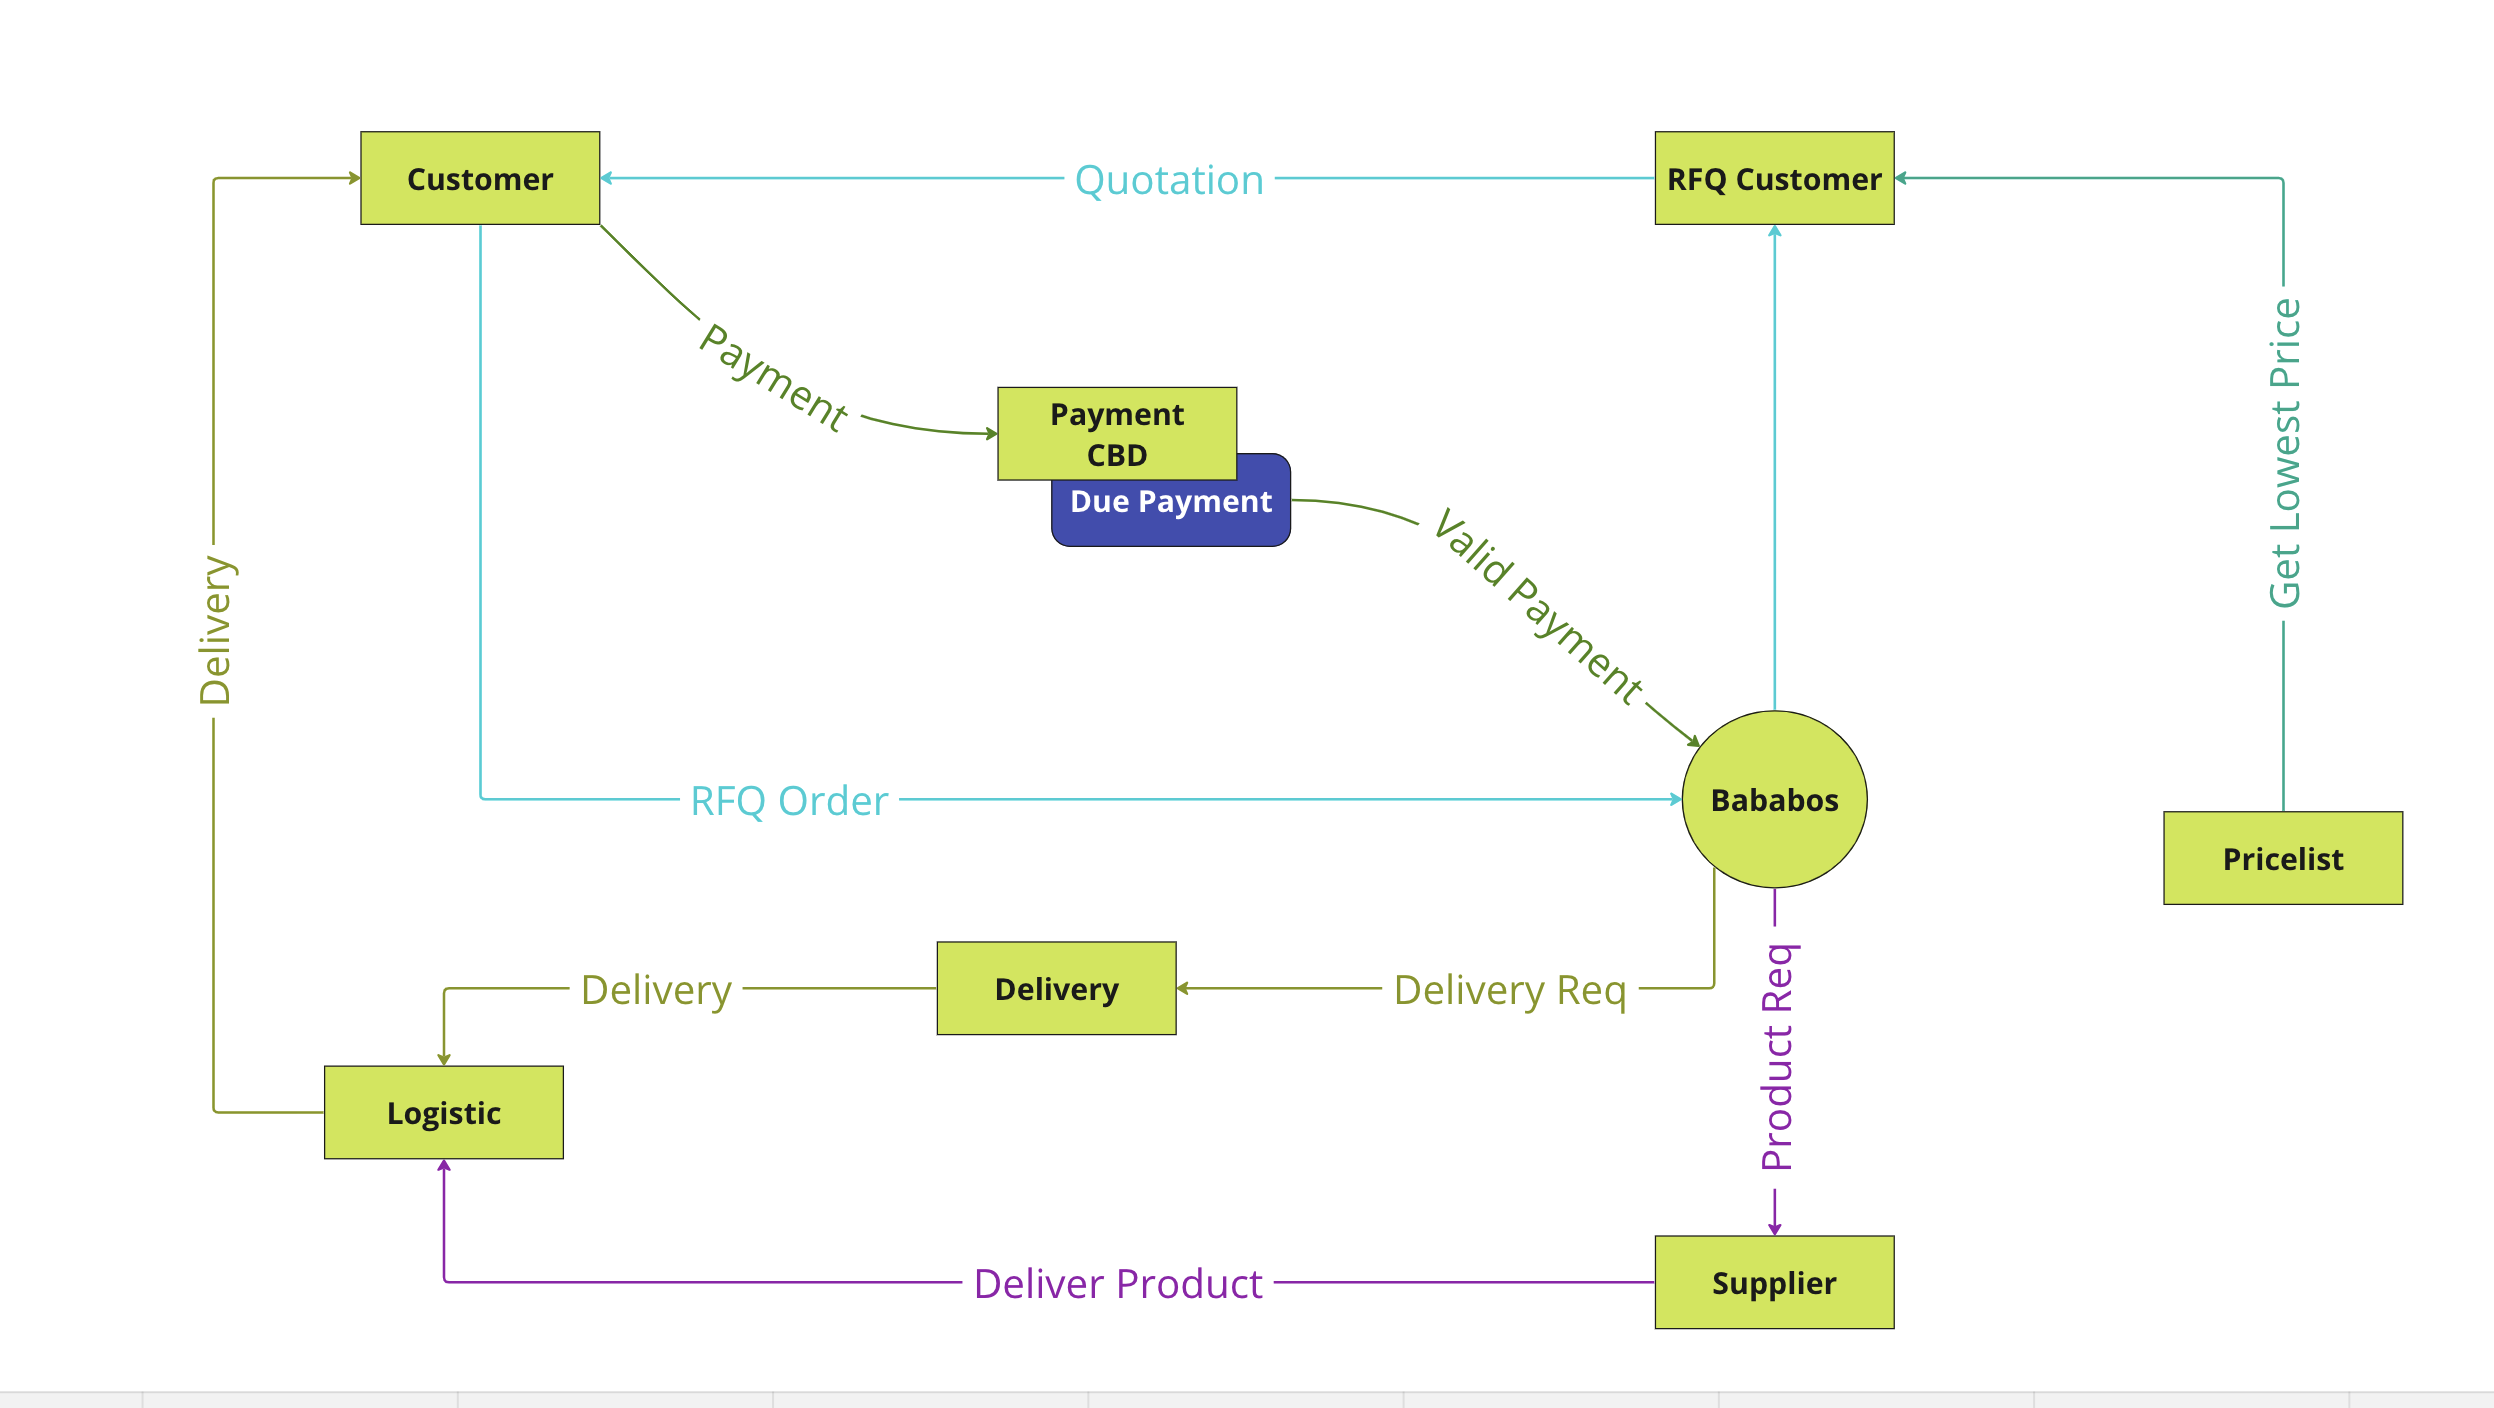 Customer
Quotation
RFQ Customer
Payment
Payment
CBD
Due Payment
Valid Payment
Get Lowest Price
Delivery
RFQ Order
Bababos
Pricelist
Delivery
Delivery
Delivery Req
Product Req
Logistic
Deliver Product
Supplier